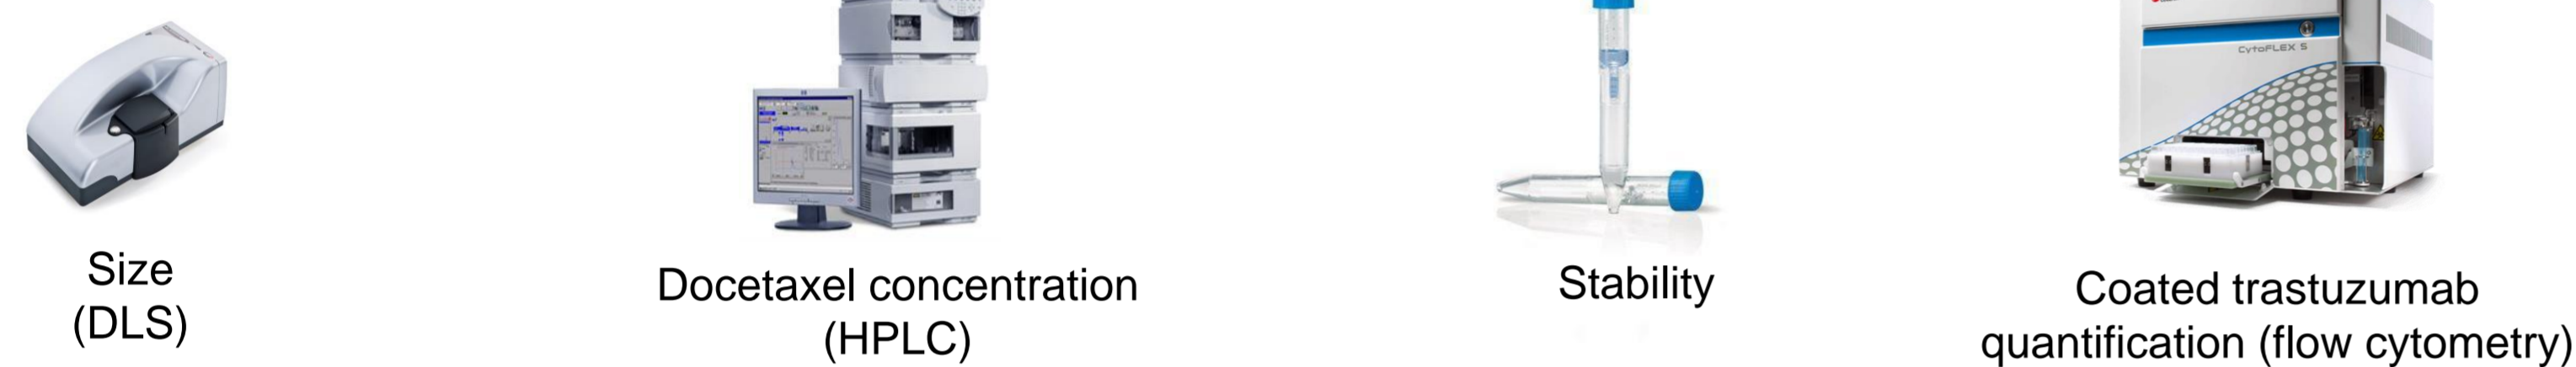 CytoFLEX S
Size
(DLS)
Docetaxel concentration
(HPLC)
Stability
Coated trastuzumab
quantification (flow cytometry)